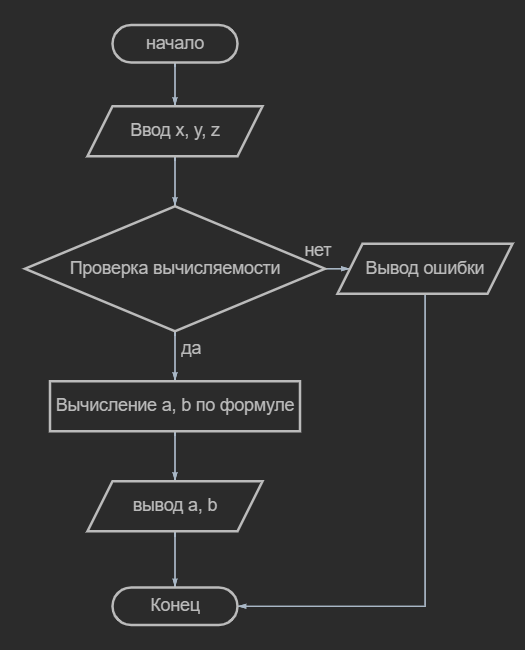 начало
Ввод x, y, z
Проверка вычисляемости
нет
Вывод ошибки
да
Вычисление a, b по формуле
вывод a, b
Конец